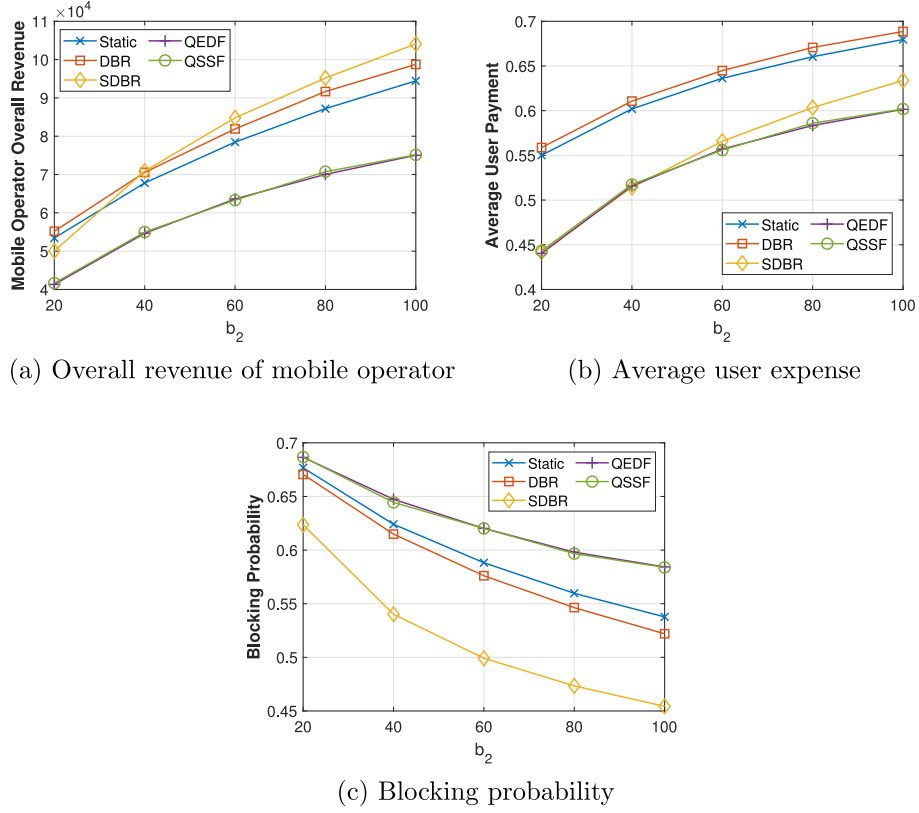 11 ×10^4
10
9
8
7
6
5
4
Mobile Operator Overall Revenue
Static
DBR
SDBR
QEDF
QSSF
20 40 60 80 100
b_2
(a) Overall revenue of mobile operator
0.7
0.65
0.6
0.55
0.5
0.45
0.4
Average User Payment
Static
DBR
SDBR
QEDF
QSSF
20 40 60 80 100
b_2
(b) Average user expense
0.7
0.65
0.6
0.55
0.5
0.45
Blocking Probability
Static
DBR
SDBR
QEDF
QSSF
20 40 60 80 100
b_2
(c) Blocking probability